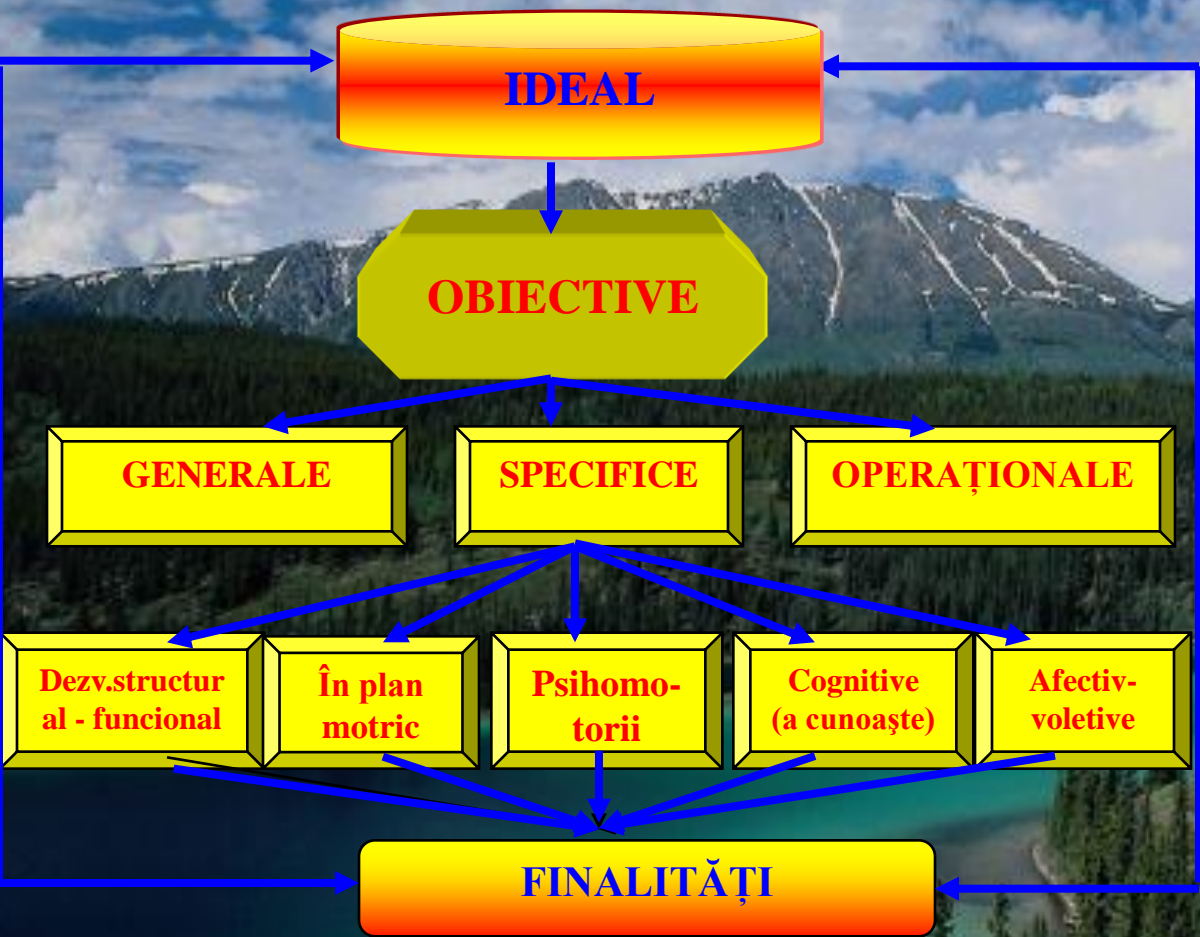 IDEAL
OBIECTIVE
GENERALE
SPECIFICE
OPERAȚIONALE
Dezv.structur
al - funcional
În plan
motric
Psihomo-
torii
Cognitive
(a cunoaşte)
Afectiv-
voletive
FINALITĂȚI